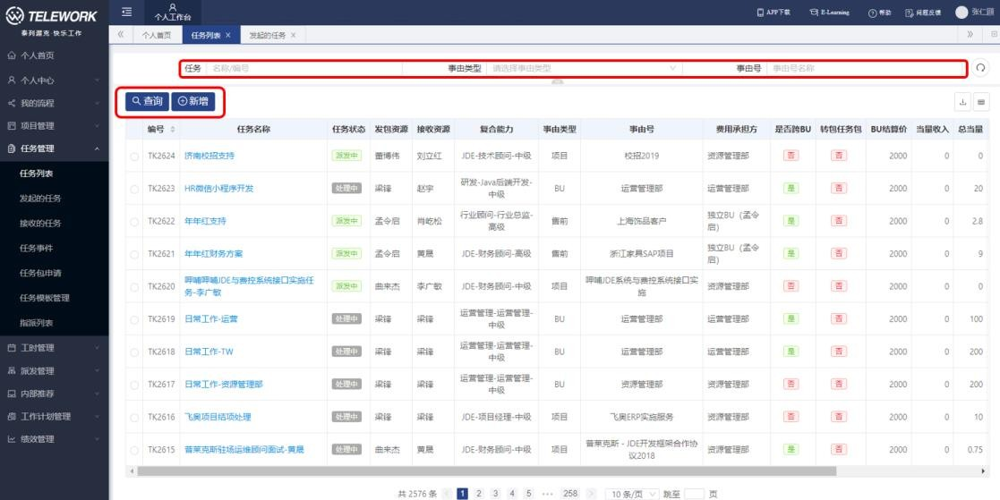 TELEWORK
泰列渥克·快乐工作
个人工作台
APP下载
E-Learning
帮助
问题反馈
个人首页
任务列表 ×
发起的任务 ×
个人首页
个人中心
我的流程
项目管理
任务管理
任务列表
发起的任务
接收的任务
任务事件
任务包申请
任务模板管理
指派列表
工时管理
派发管理
内部推荐
工作计划管理
绩效管理
任务 名称/编号 事由类型 请选择事由类型 事由号 事由号名称
查询 新增
编号 任务名称 任务状态 发包资源 接收资源 复合能力 事由类型 事由号 费用承担方 是否跨BU 转包任务包 BU结算价 当量收入 总当量
TK2624 济南校招支持 派发中 董博伟 刘立红 JDE-技术顾问-中级 项目 校招2019 资源管理部 否 否 2000 0 0
TK2623 HR微信小程序开发 处理中 梁锋 赵宇 研发-Java后端开发-中级 BU 运营管理部 运营管理部 是 否 2000 0 20
TK2622 年年红支持 派发中 孟令启 肖屹松 行业顾问-行业总监-高级 售前 上海饰品客户 独立BU（孟令启） 是 否 2000 0 2.8
TK2621 年年红财务方案 派发中 孟令启 黄晟 JDE-财务顾问-高级 售前 浙江家具SAP项目 独立BU（孟令启） 是 否 2000 0 9
TK2620 呷哺呷哺JDE与赛控系统接口实施任务-李广敏 派发中 曲来杰 李广敏 JDE-财务顾问-中级 项目 呷哺JDE系统与赛控系统接口实施 资源管理部 否 否 2000 0 0
TK2619 日常工作-运营 处理中 梁锋 梁锋 运营管理-运营管理-中级 BU 运营管理部 运营管理部 是 否 2000 0 100
TK2618 日常工作-TW 处理中 梁锋 梁锋 运营管理-运营管理-中级 BU 运营管理部 运营管理部 是 否 2000 0 200
TK2617 日常工作-资源管理部 处理中 梁锋 梁锋 运营管理-运营管理-中级 BU 资源管理部 资源管理部 否 否 2000 0 200
TK2616 飞奥项目结项处理 处理中 梁锋 梁锋 JDE-项目经理-中级 项目 飞奥ERP实施服务 资源管理部 否 否 2000 0 10
TK2615 普莱克斯驻场运维顾问面试-黄晟 处理中 曲来杰 黄晟 JDE-财务顾问-中级 项目 普莱克斯 - JDE开发框架合作协议2018 资源管理部 是 否 2000 0 0.75
共 2576 条 1 2 3 4 5 ··· 258 10 条/页 跳至 页